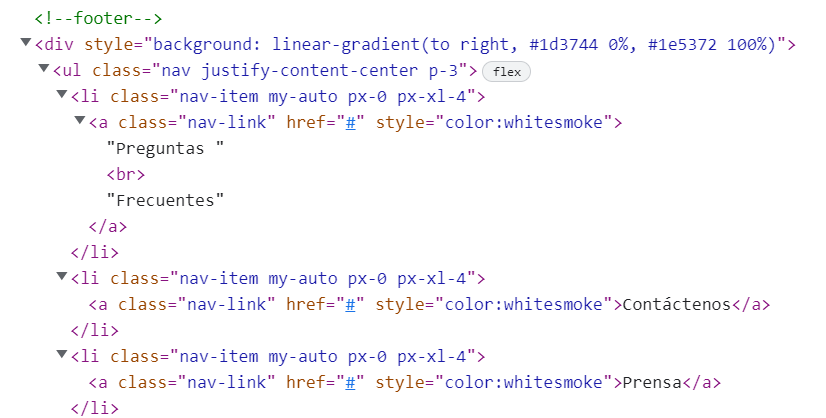 <!--footer-->
<div style="background: linear-gradient(to right, #1d3744 0%, #1e5372 100%)">
<ul class="nav justify-content-center p-3"> flex
<li class="nav-item my-auto px-0 px-xl-4">
<a class="nav-link" href="#" style="color:whitesmoke">
"Preguntas "
<br>
"Frecuentes"
</a>
</li>
<li class="nav-item my-auto px-0 px-xl-4">
<a class="nav-link" href="#" style="color:whitesmoke">Contáctenos</a>
</li>
<li class="nav-item my-auto px-0 px-xl-4">
<a class="nav-link" href="#" style="color:whitesmoke">Prensa</a>
</li>